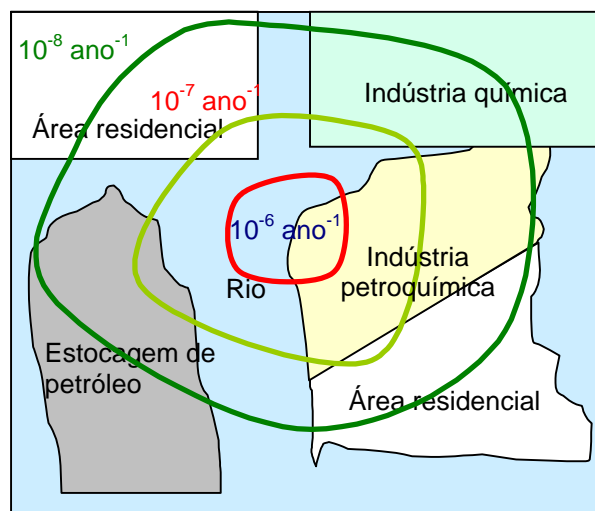 10⁻⁸ ano⁻¹
10⁻⁷ ano⁻¹
Indústria química
Área residencial
10⁻⁶ ano⁻¹
Indústria
petroquímica
Rio
Estocagem de
petróleo
Área residencial